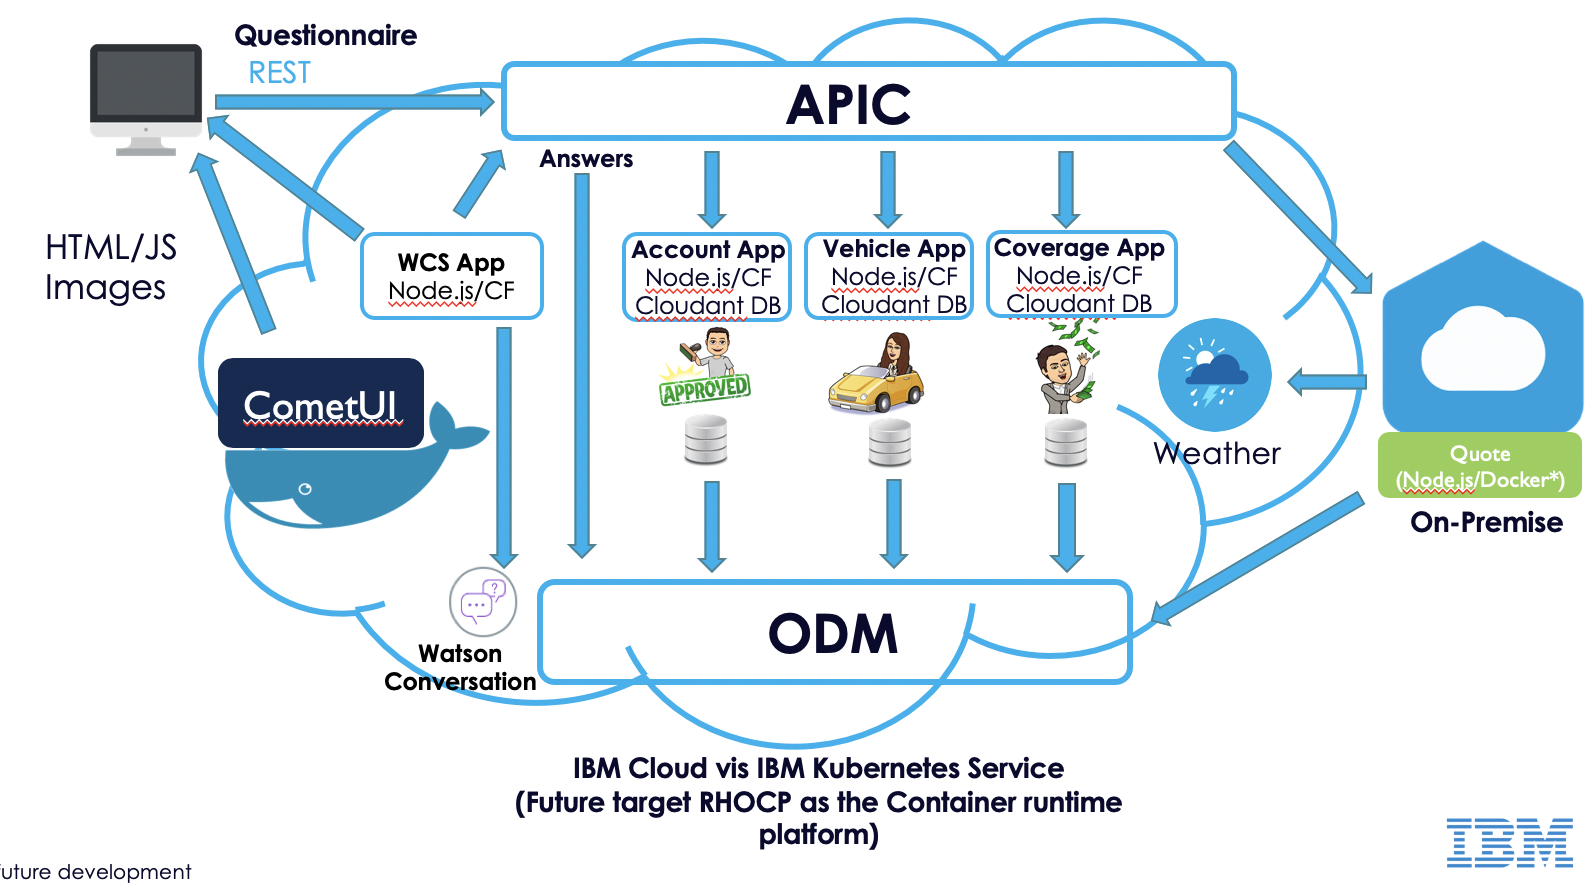 Questionnaire
REST
APIC
Answers
HTML/JS
Images
WCS App
Node.js/CF
Account App
Node.js/CF
Cloudant DB
Vehicle App
Node.js/CF
Cloudant DB
Coverage App
Node.js/CF
Cloudant DB
APPROVED
CometUI
Weather
Quote
(Node.js/Docker*)
On-Premise
?
Watson
Conversation
ODM
IBM Cloud vis IBM Kubernetes Service
(Future target RHOCP as the Container runtime
platform)
IBM
future development